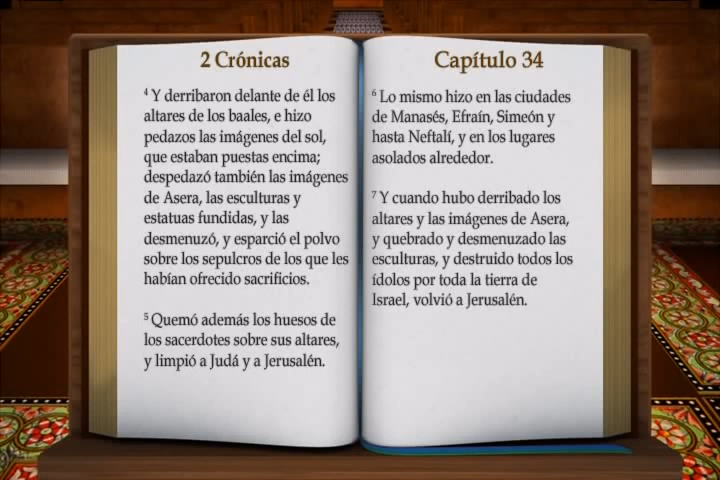 2 Crónicas
4 Y derribaron delante de él los
altares de los baales, e hizo
pedazos las imágenes del sol,
que estaban puestas encima;
despedazó también las imágenes
de Asera, las esculturas y
estatuas fundidas, y las
desmenuzó, y esparció el polvo
sobre los sepulcros de los que les
habían ofrecido sacrificios.
5 Quemó además los huesos de
los sacerdotes sobre sus altares,
y limpió a Judá y a Jerusalén.
Capítulo 34
6 Lo mismo hizo en las ciudades
de Manasés, Efraín, Simeón y
hasta Neftalí, y en los lugares
asolados alrededor.
7 Y cuando hubo derribado los
altares y las imágenes de Asera,
y quebrado y desmenuzado las
esculturas, y destruido todos los
ídolos por toda la tierra de
Israel, volvió a Jerusalén.